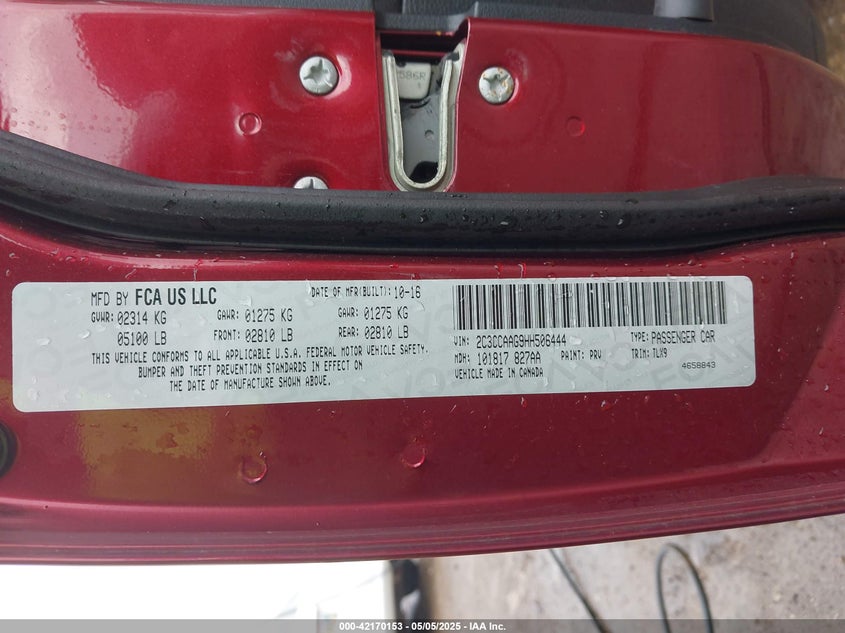 586R
MFD BY FCA US LLC
DATE OF MFR(BUILT): 10-16
GVWR: 02314 KG GAWR: 01275 KG GAWR: 01275 KG
05100 LB FRONT: 02810 LB REAR: 02810 LB
THIS VEHICLE CONFORMS TO ALL APPLICABLE U.S.A. FEDERAL MOTOR VEHICLE SAFETY,
BUMPER AND THEFT PREVENTION STANDARDS IN EFFECT ON
THE DATE OF MANUFACTURE SHOWN ABOVE.
VIN: 2C3CCAAG9HH506444 TYPE: PASSENGER CAR
MDH: 101817 827AA PAINT: PRV TRIM: TLX9
VEHICLE MADE IN CANADA 4658843
000-42170153 - 05/05/2025 - IAA Inc.